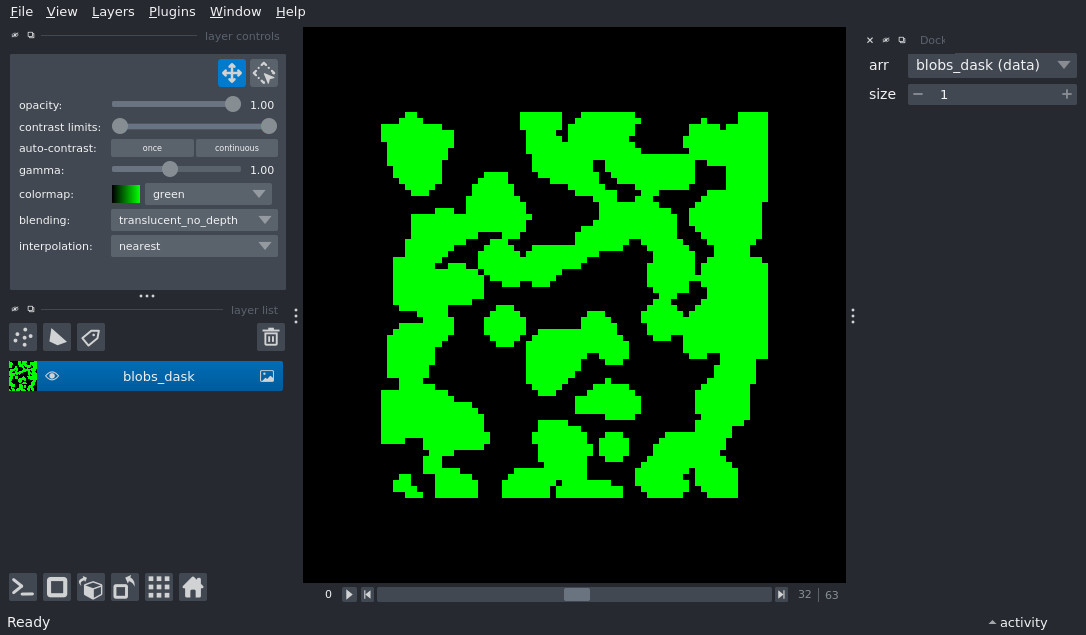 File View Layers Plugins Window Help
layer controls
opacity: 1.00
contrast limits:
auto-contrast: once continuous
gamma: 1.00
colormap: green
blending: translucent_no_depth
interpolation: nearest
layer list
blobs_dask
Dock
arr blobs_dask (data)
size 1
0 32 63
Ready
activity